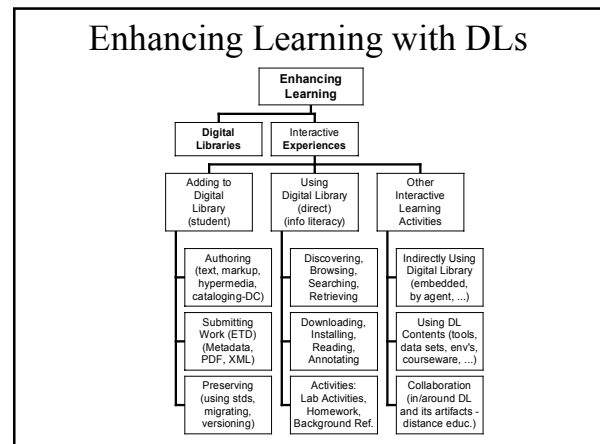 Enhancing Learning with DLs
Enhancing
Learning
Digital
Libraries
Interactive
Experiences
Adding to
Digital
Library
(student)
Using
Digital Library
(direct)
(info literacy)
Other
Interactive
Learning
Activities
Authoring
(text, markup,
hypermedia,
cataloging-DC)
Discovering,
Browsing,
Searching,
Retrieving
Indirectly Using
Digital Library
(embedded,
by agent, ...)
Submitting
Work (ETD)
(Metadata,
PDF, XML)
Downloading,
Installing,
Reading,
Annotating
Using DL
Contents (tools,
data sets, env's,
courseware, ...)
Preserving
(using stds,
migrating,
versioning)
Activities:
Lab Activities,
Homework,
Background Ref.
Collaboration
(in/around DL
and its artifacts -
distance educ.)